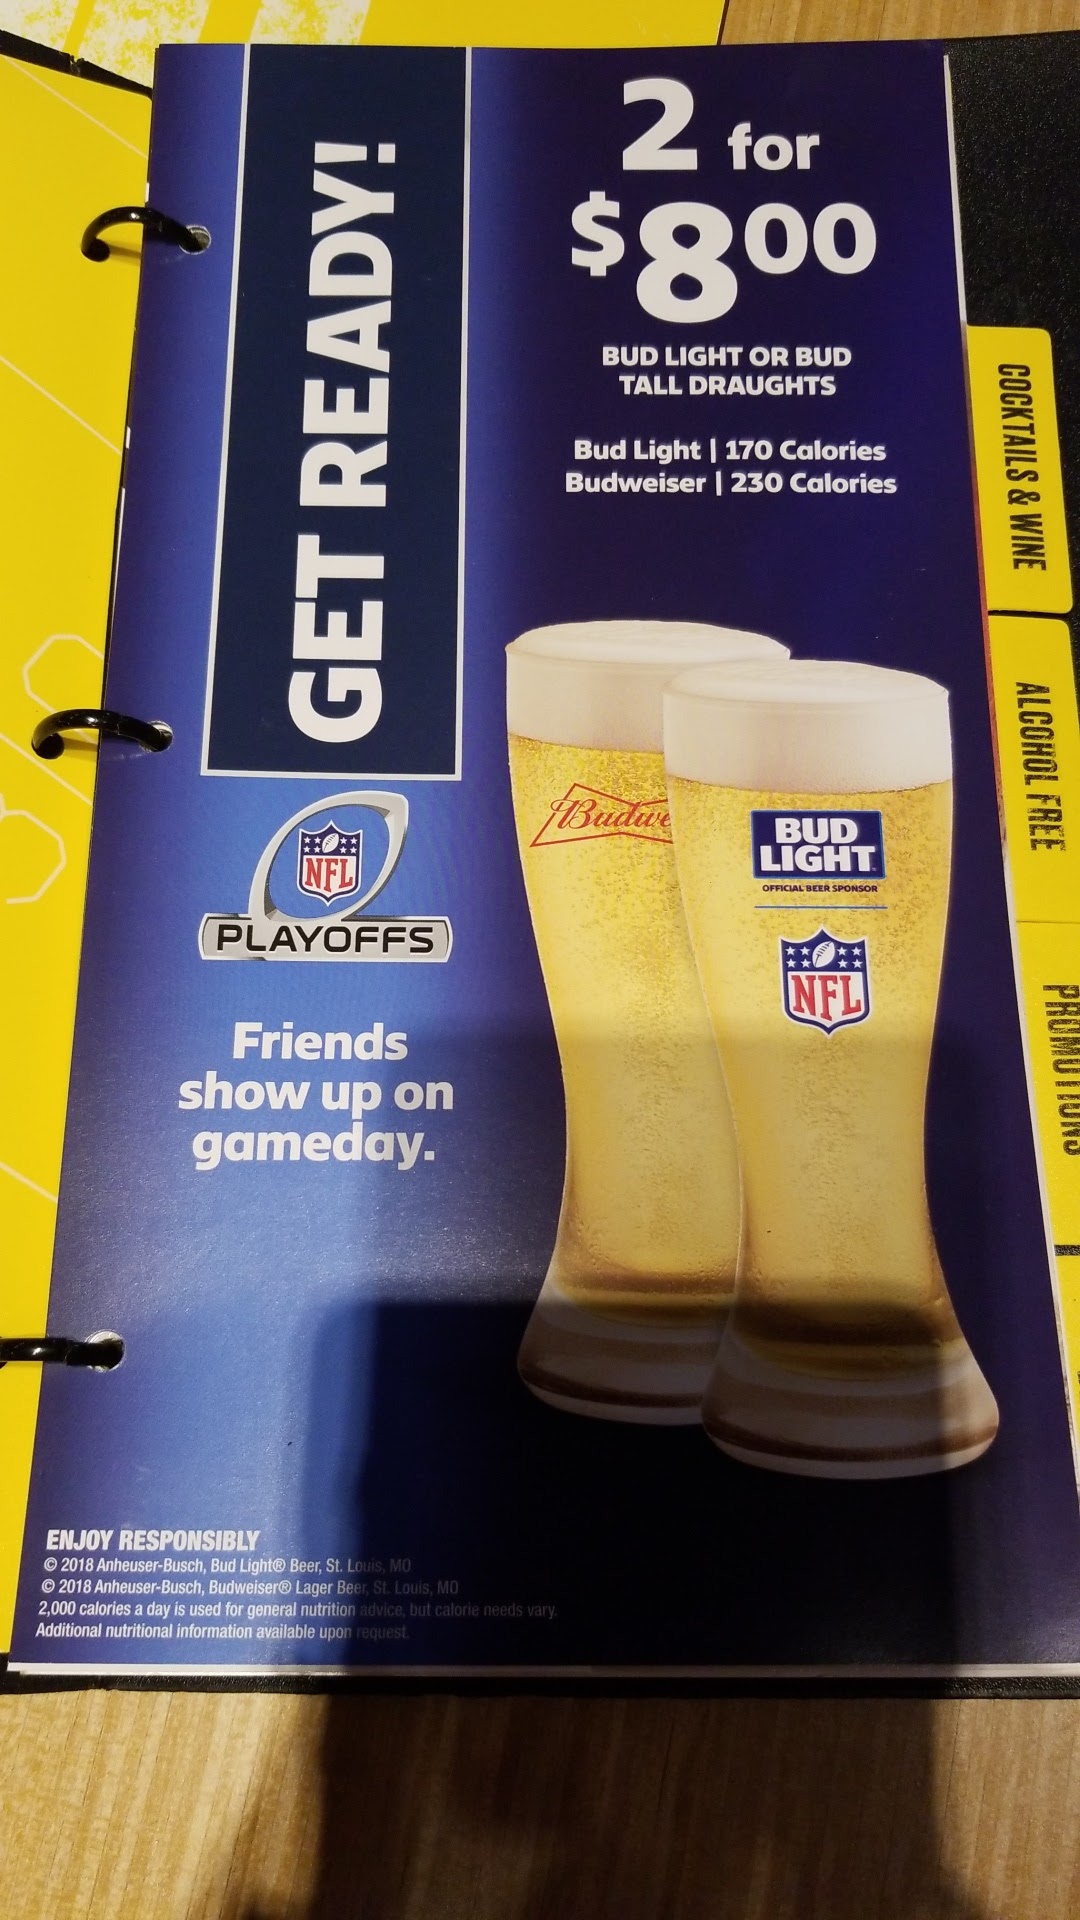 GET READY!
2 for
$8.00
BUD LIGHT OR BUD
TALL DRAUGHTS
Bud Light | 170 Calories
Budweiser | 230 Calories
NFL
PLAYOFFS
Friends
show up on
gameday.
Budwe
BUD
LIGHT
OFFICIAL BEER SPONSOR
NFL
ENJOY RESPONSIBLY
© 2018 Anheuser-Busch, Bud Light® Beer, St. Louis, MO
© 2018 Anheuser-Busch, Budweiser® Lager Beer, St. Louis, MO
2,000 calories a day is used for general nutrition advice, but calorie needs vary.
Additional nutritional information available upon request.
COCKTAILS & WINE
ALCOHOL FREE
PROMOTIONS